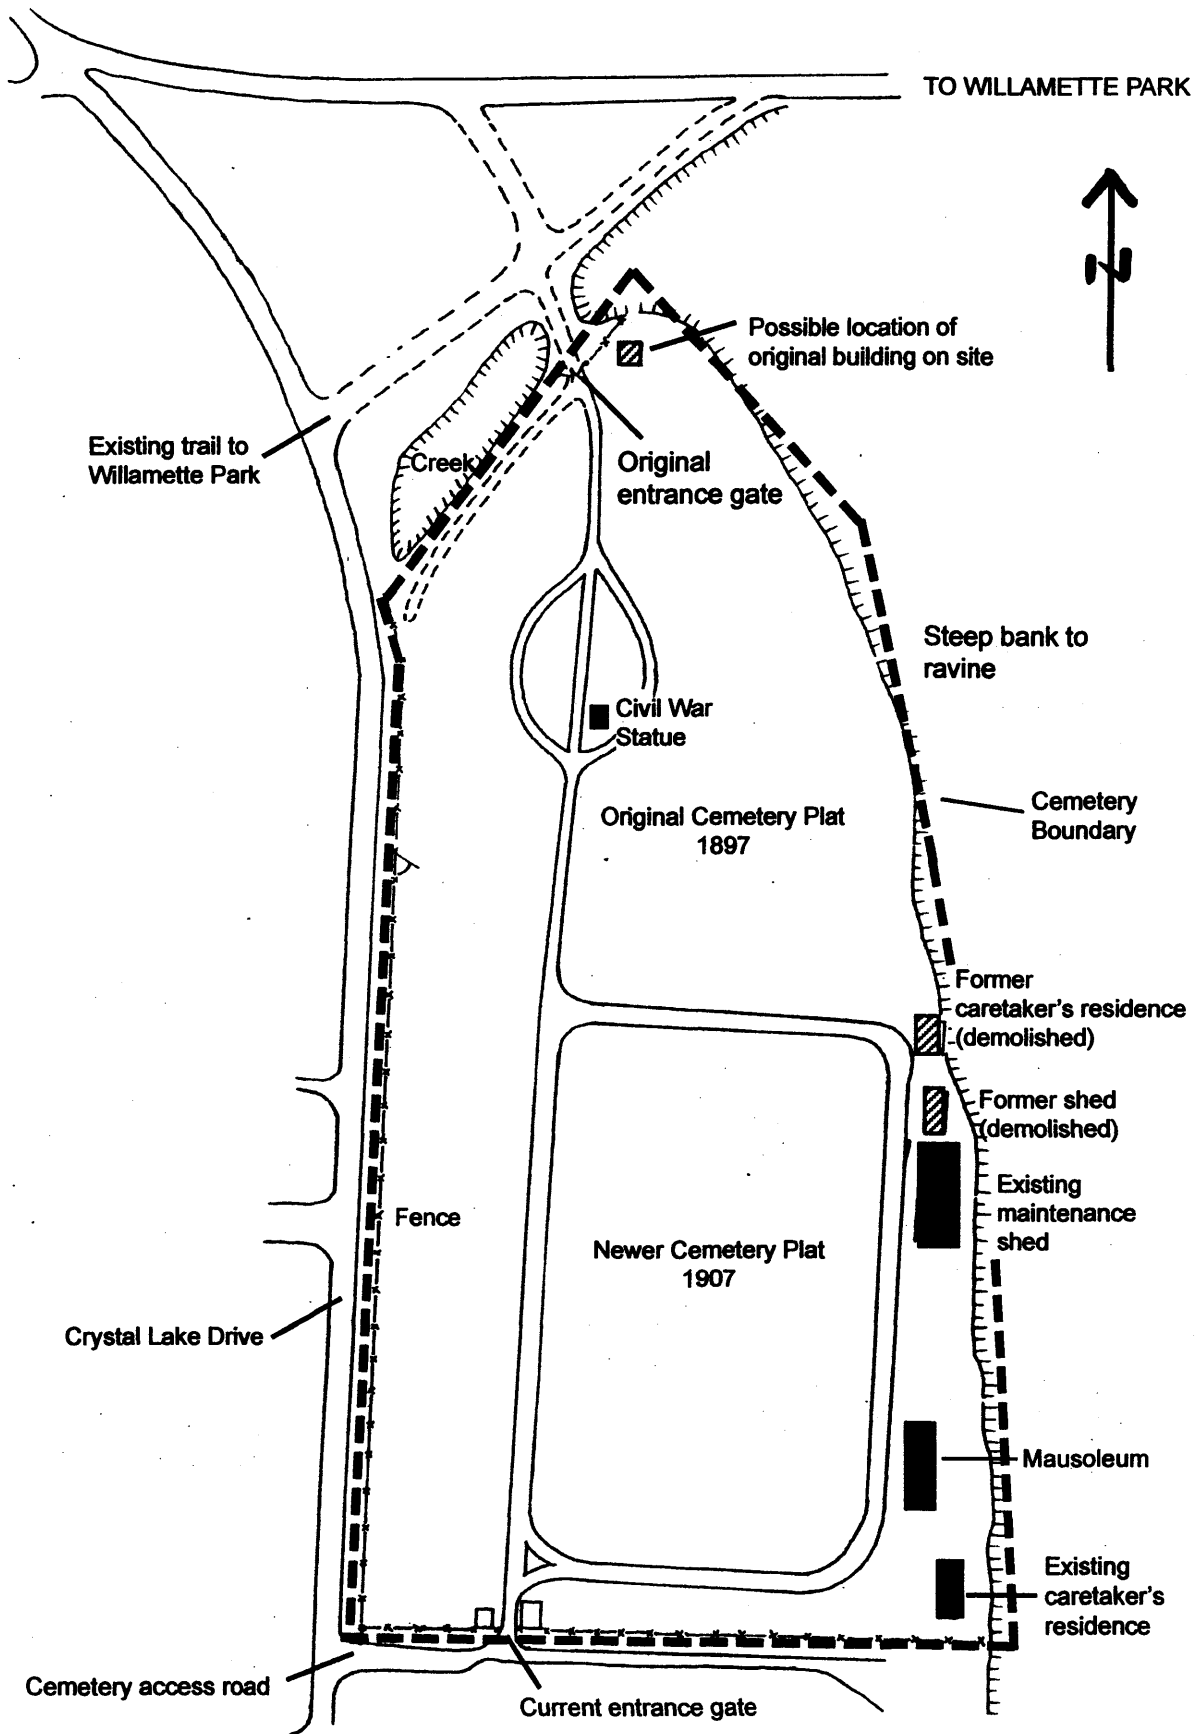 TO WILLAMETTE PARK
N
Possible location of
original building on site
Existing trail to
Willamette Park
Creek
Original
entrance gate
Steep bank to
ravine
Civil War
Statue
Cemetery
Boundary
Original Cemetery Plat
1897
Former
caretaker's residence
(demolished)
Former shed
(demolished)
Existing
maintenance
shed
Fence
Newer Cemetery Plat
1907
Crystal Lake Drive
Mausoleum
Existing
caretaker's
residence
Cemetery access road
Current entrance gate